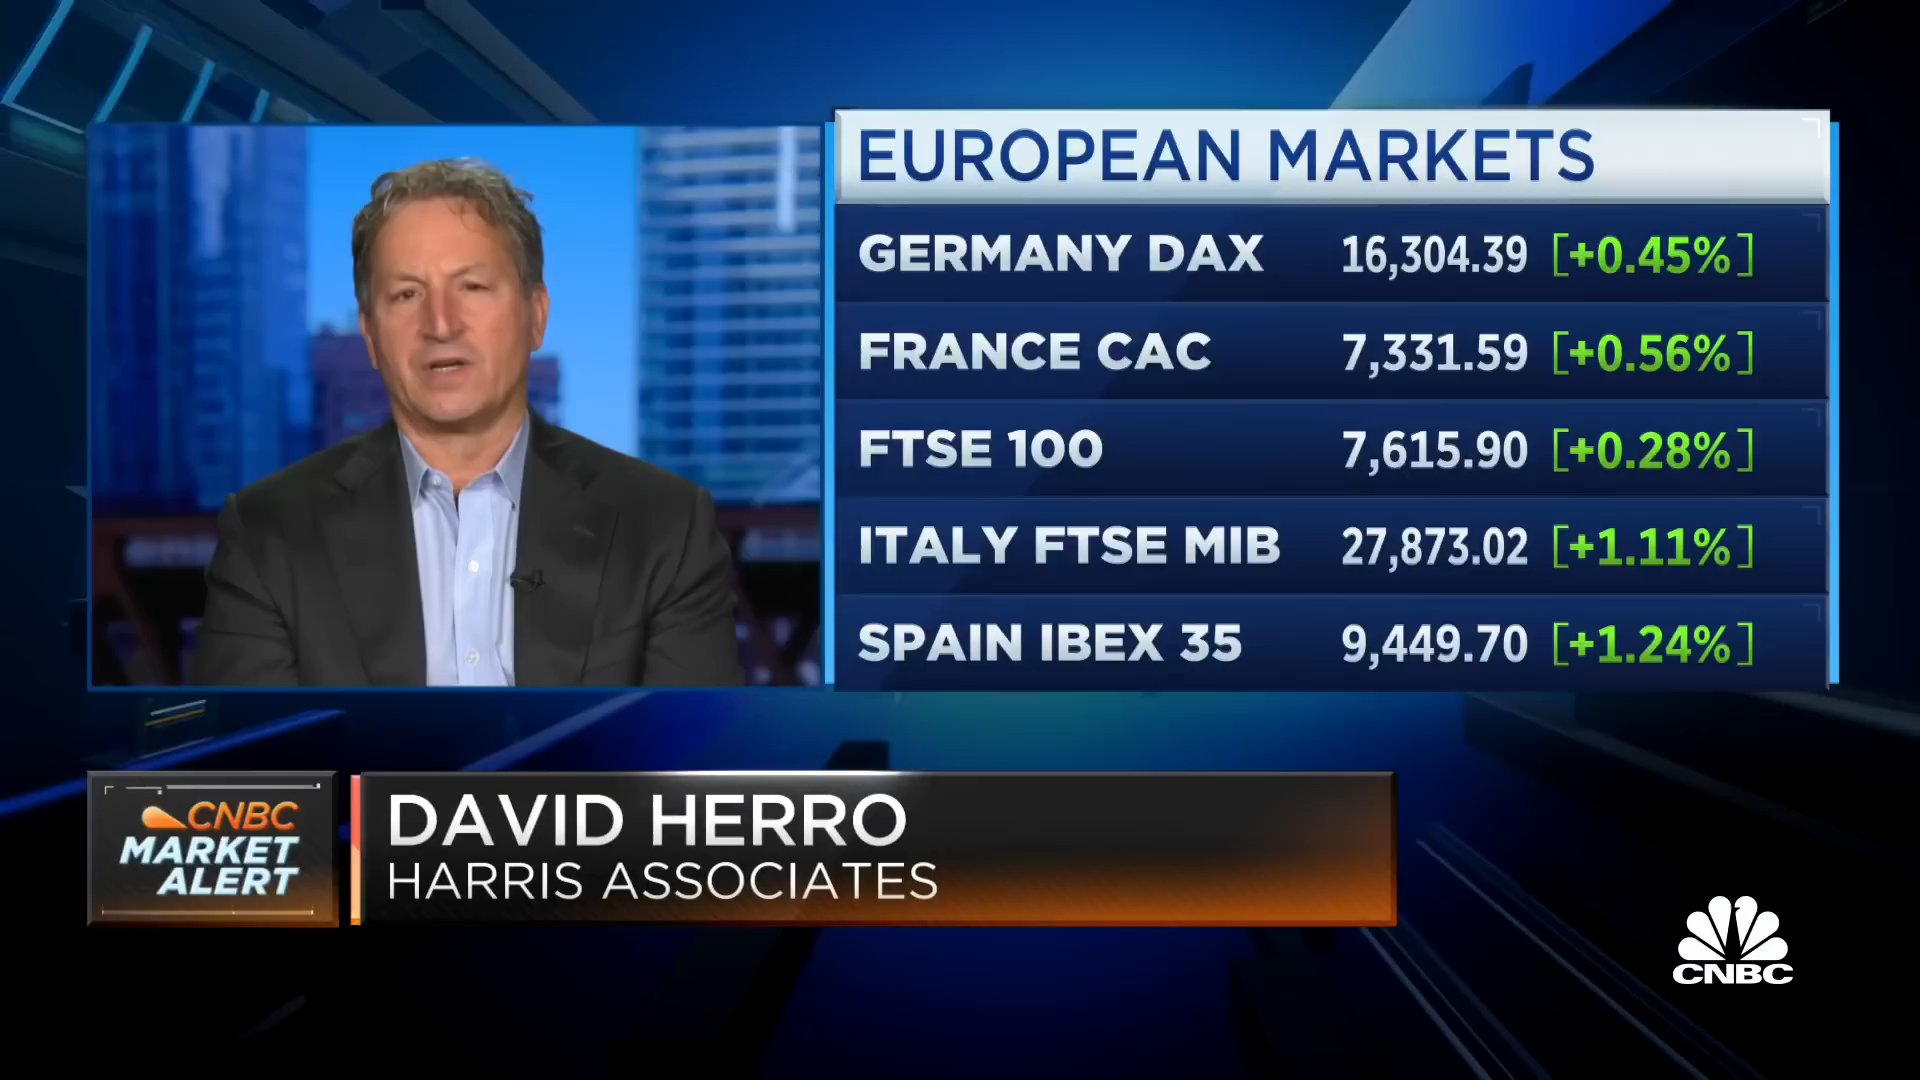 EUROPEAN MARKETS
GERMANY DAX 16,304.39 [+0.45%]
FRANCE CAC 7,331.59 [+0.56%]
FTSE 100 7,615.90 [+0.28%]
ITALY FTSE MIB 27,873.02 [+1.11%]
SPAIN IBEX 35 9,449.70 [+1.24%]
CNBC
MARKET
ALERT
DAVID HERRO
HARRIS ASSOCIATES
CNBC